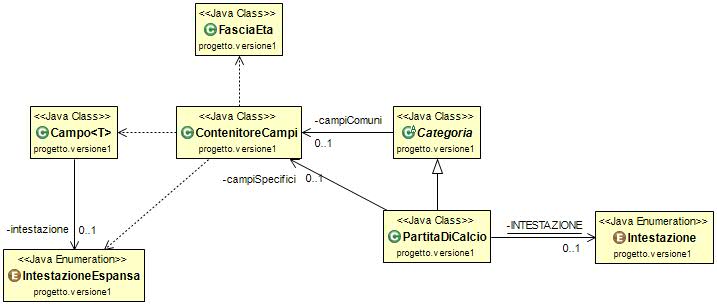 <<Java Class>>
FasciaEta
progetto.versione1
<<Java Class>>
Campo<T>
progetto.versione1
<<Java Class>>
ContenitoreCampi
progetto.versione1
-campiComuni
0..1
<<Java Class>>
Categoria
progetto.versione1
-campiSpecifici
0..1
-intestazione
0..1
<<Java Class>>
PartitaDiCalcio
progetto.versione1
-INTESTAZIONE
0..1
<<Java Enumeration>>
Intestazione
progetto.versione1
<<Java Enumeration>>
IntestazioneEspansa
progetto.versione1